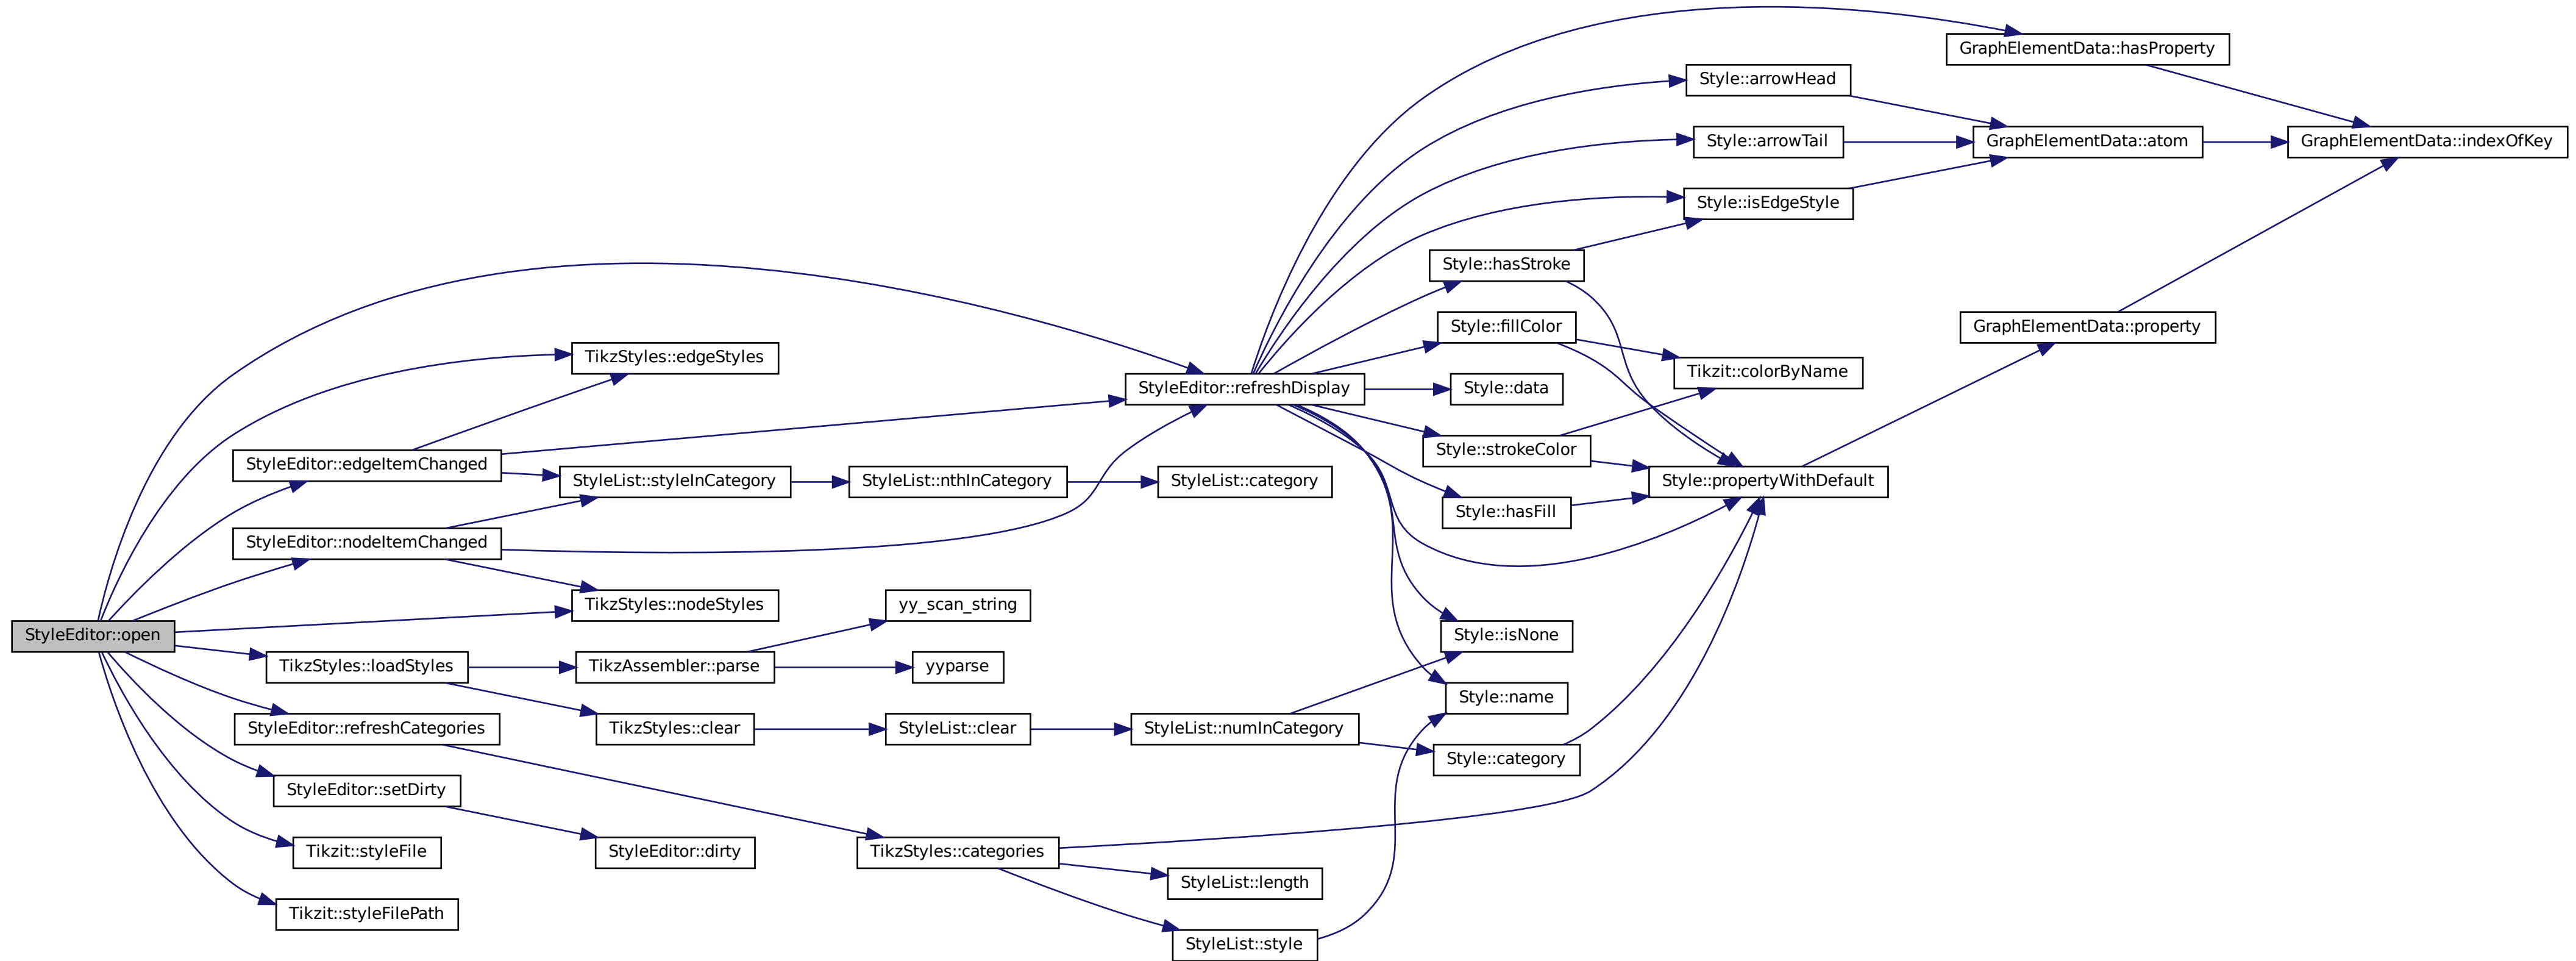 GraphElementData::hasProperty
Style::arrowHead
Style::arrowTail
GraphElementData::atom
GraphElementData::indexOfKey
Style::isEdgeStyle
Style::hasStroke
Style::fillColor
GraphElementData::property
TikzStyles::edgeStyles
Tikzit::colorByName
StyleEditor::refreshDisplay
Style::data
StyleEditor::edgeItemChanged
Style::strokeColor
StyleList::styleInCategory
StyleList::nthInCategory
StyleList::category
Style::propertyWithDefault
Style::hasFill
StyleEditor::nodeItemChanged
TikzStyles::nodeStyles
yy_scan_string
StyleEditor::open
Style::isNone
TikzStyles::loadStyles
TikzAssembler::parse
yyparse
Style::name
StyleEditor::refreshCategories
TikzStyles::clear
StyleList::clear
StyleList::numInCategory
Style::category
StyleEditor::setDirty
Tikzit::styleFile
StyleEditor::dirty
TikzStyles::categories
StyleList::length
Tikzit::styleFilePath
StyleList::style